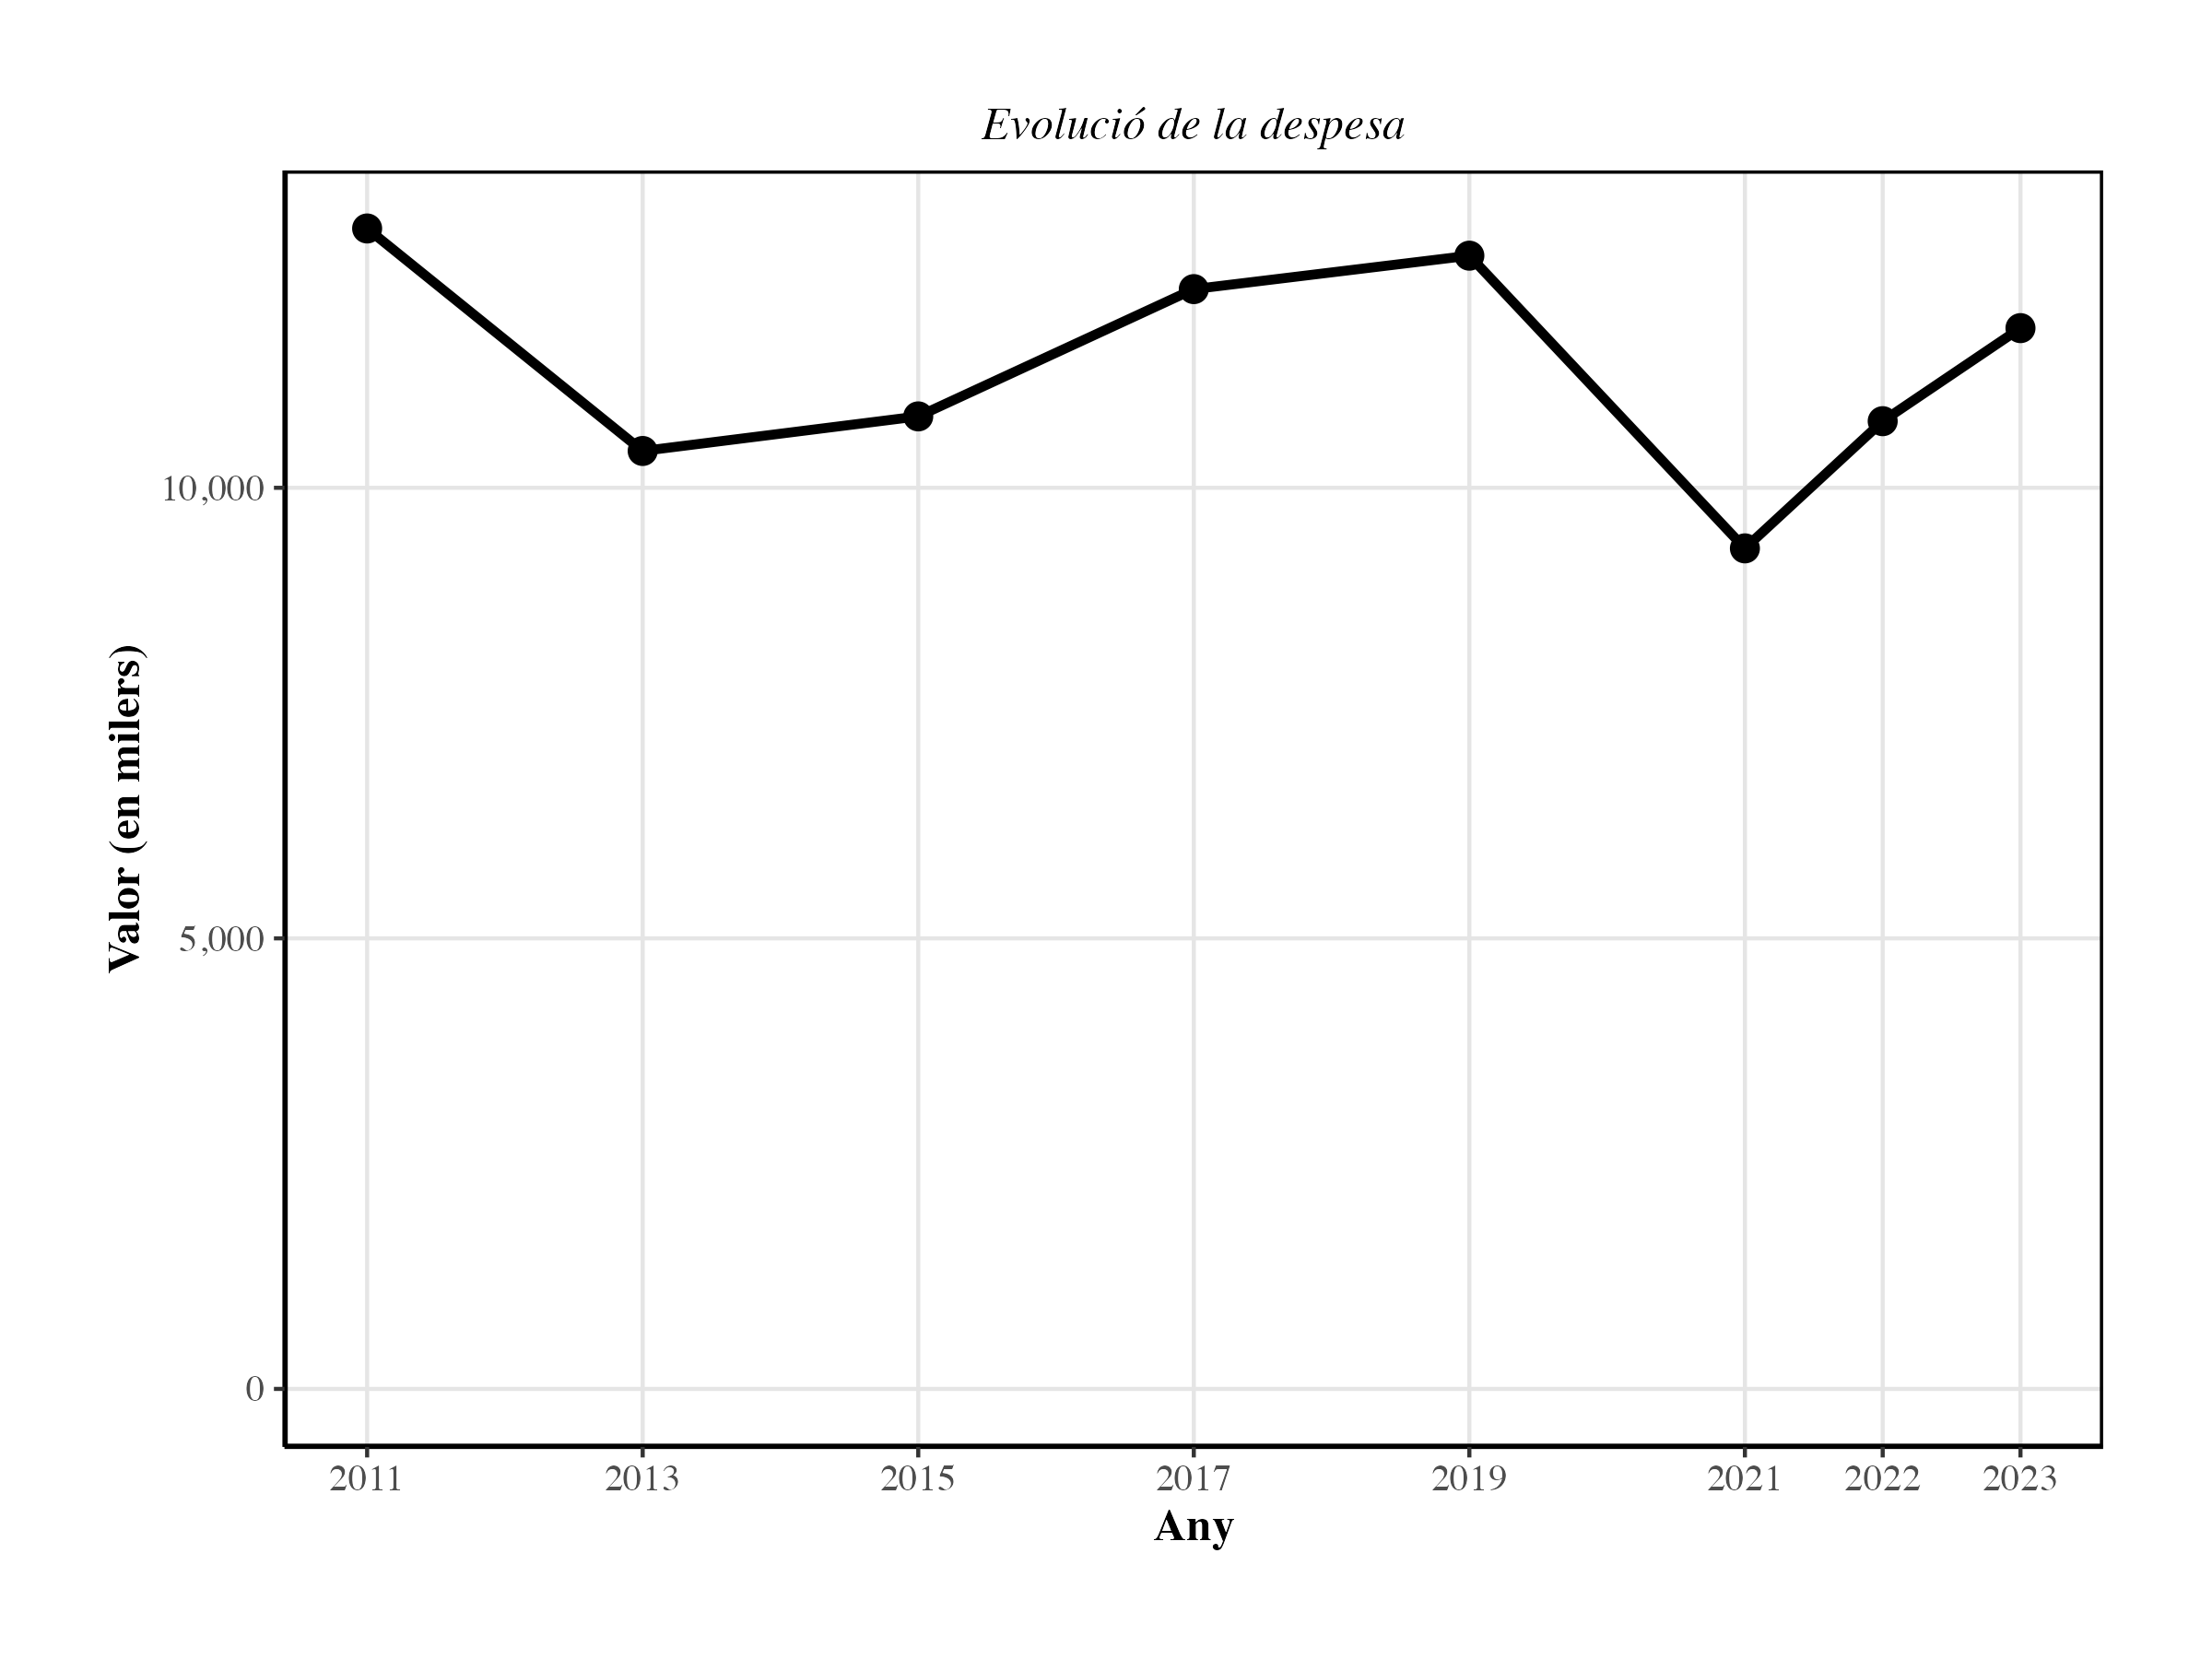 Evolució de la despesa
Valor (en milers)
10,000
5,000
0
2011 2013 2015 2017 2019 2021 2022 2023
Any